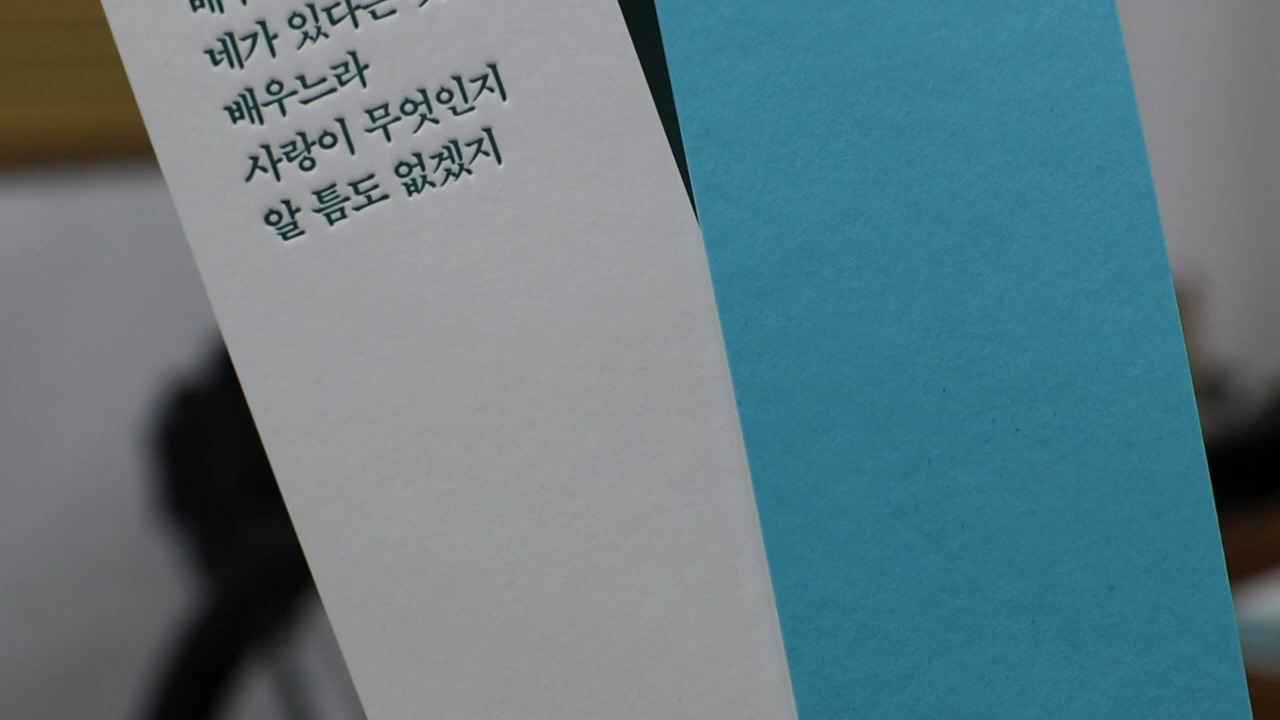 네가 있다는
배우느라
사랑이 무엇인지
알 틈도 없겠지